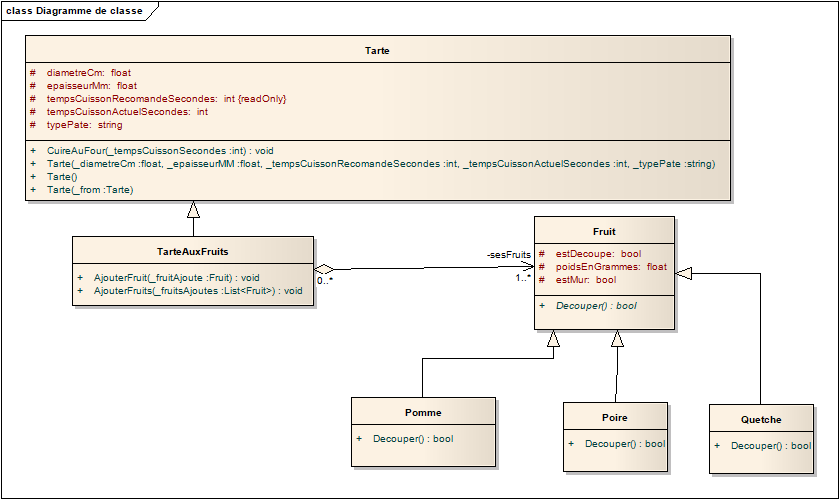 class Diagramme de classe
Tarte
# diametreCm: float
# epaisseurMm: float
# tempsCuissonRecomandeSecondes: int {readOnly}
# tempsCuissonActuelSecondes: int
# typePate: string
+ CuireAuFour(_tempsCuissonSecondes :int) : void
+ Tarte(_diametreCm :float, _epaisseurMM :float, _tempsCuissonRecomandeSecondes :int, _tempsCuissonActuelSecondes :int, _typePate :string)
+ Tarte()
+ Tarte(_from :Tarte)
TarteAuxFruits
+ AjouterFruit(_fruitAjoute :Fruit) : void
+ AjouterFruits(_fruitsAjoutes :List<Fruit>) : void
0..*
-sesFruits
1..*
Fruit
# estDecoupe: bool
# poidsEnGrammes: float
# estMur: bool
+ Decouper() : bool
Pomme
+ Decouper() : bool
Poire
+ Decouper() : bool
Quetche
+ Decouper() : bool